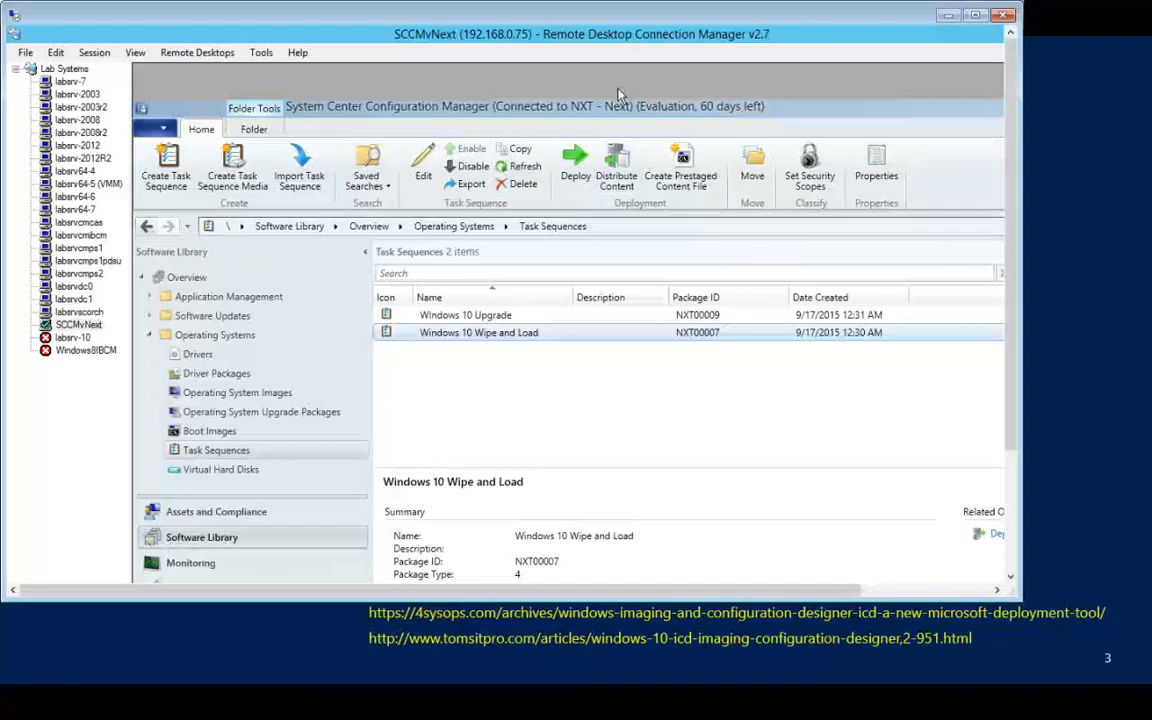 SCCMvNext (192.168.0.75) - Remote Desktop Connection Manager v2.7
File Edit Session View Remote Desktops Tools Help
Lab Systems
labsrv-7
labsrv-2003
labsrv-2003r2
labsrv-2008
labsrv-2008r2
labsrv-2012
labsrv-2012R2
labsrv64-4
labsrv64-5 (VMM)
labsrv64-6
labsrv64-7
labsrvcmcas
labsrvcmibcm
labsrvcmps1
labsrvcmps1pdsu
labsrvcmps2
labsrvdc0
labsrvdc1
labsrvscorch
SCCMvNext
labsrv-10
Windows8IBCM
Folder Tools System Center Configuration Manager (Connected to NXT - Next) (Evaluation, 60 days left)
Home Folder
Create Task Sequence
Create Task Sequence Media
Import Task Sequence
Create
Saved Searches
Search
Edit
Enable
Disable
Export
Copy
Refresh
Delete
Task Sequence
Deploy
Distribute Content
Create Prestaged Content File
Deployment
Move
Move
Set Security Scopes
Classify
Properties
Properties
\ Software Library Overview Operating Systems Task Sequences
Software Library
Overview
Application Management
Software Updates
Operating Systems
Drivers
Driver Packages
Operating System Images
Operating System Upgrade Packages
Boot Images
Task Sequences
Virtual Hard Disks
Assets and Compliance
Software Library
Monitoring
Task Sequences 2 items
Search
Icon Name Description Package ID Date Created
WIndows 10 Upgrade NXT00009 9/17/2015 12:31 AM
Windows 10 Wipe and Load NXT00007 9/17/2015 12:30 AM
Windows 10 Wipe and Load
Summary
Name: Windows 10 Wipe and Load
Description:
Package ID: NXT00007
Package Type: 4
Related O
Dep
https://4sysops.com/archives/windows-imaging-and-configuration-designer-icd-a-new-microsoft-deployment-tool/
http://www.tomsitpro.com/articles/windows-10-icd-imaging-configuration-designer,2-951.html
3